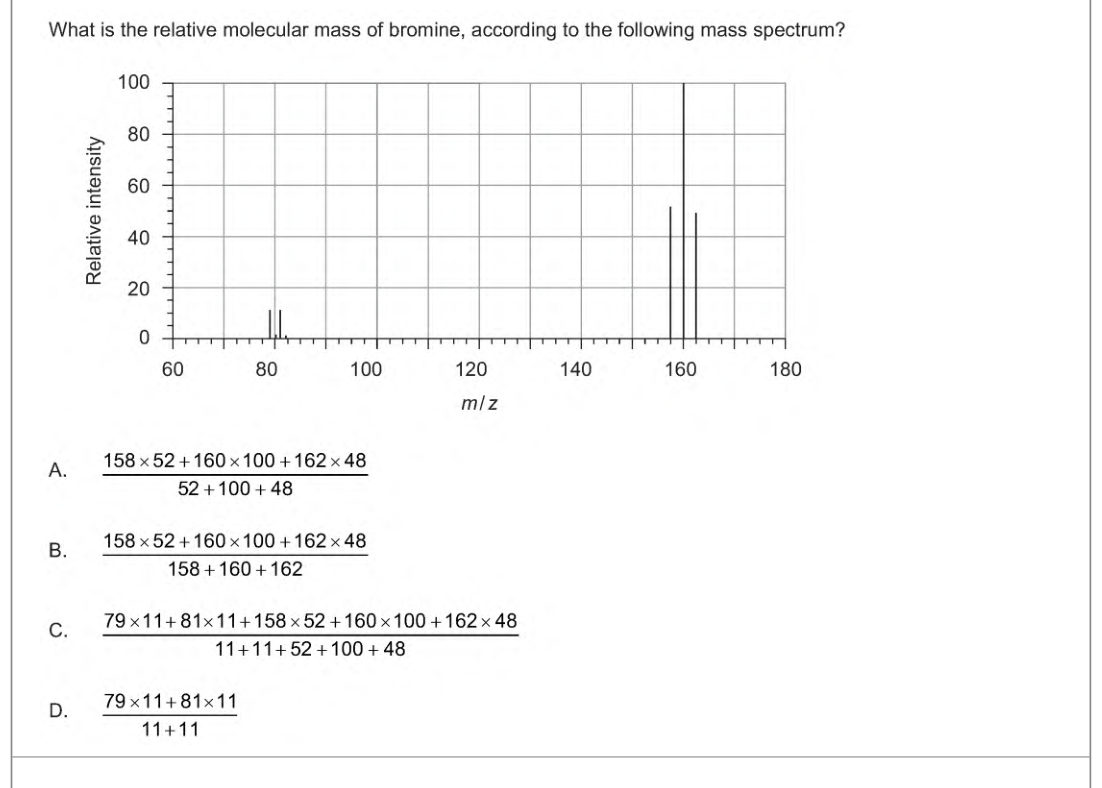 What is the relative molecular mass of bromine, according to the following mass spectrum?
100
80
60
40
20
0
Relative intensity
60 80 100 120 140 160 180
m/z
A. 158 × 52 + 160 × 100 + 162 × 48
52 + 100 + 48
B. 158 × 52 + 160 × 100 + 162 × 48
158 + 160 + 162
C. 79 × 11 + 81 × 11 + 158 × 52 + 160 × 100 + 162 × 48
11 + 11 + 52 + 100 + 48
D. 79 × 11 + 81 × 11
11 + 11